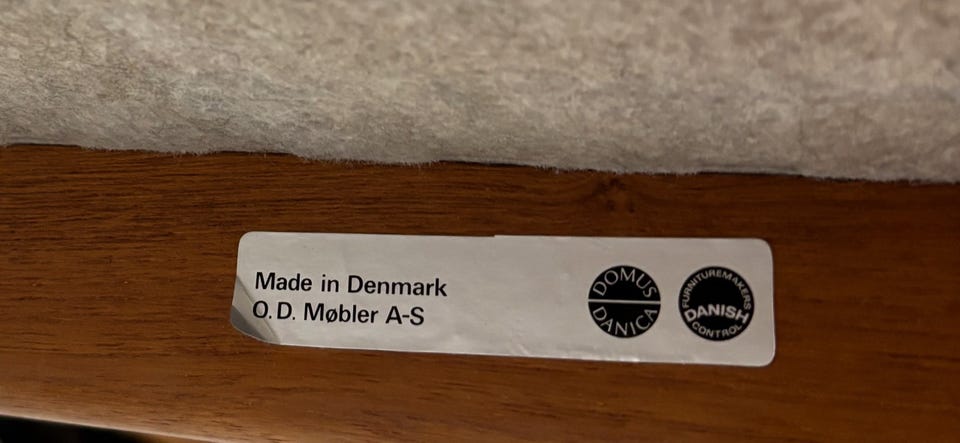 Made in Denmark
O.D. Møbler A-S
DOMUS
DANICA
FURNITUREMAKERS
DANISH
CONTROL